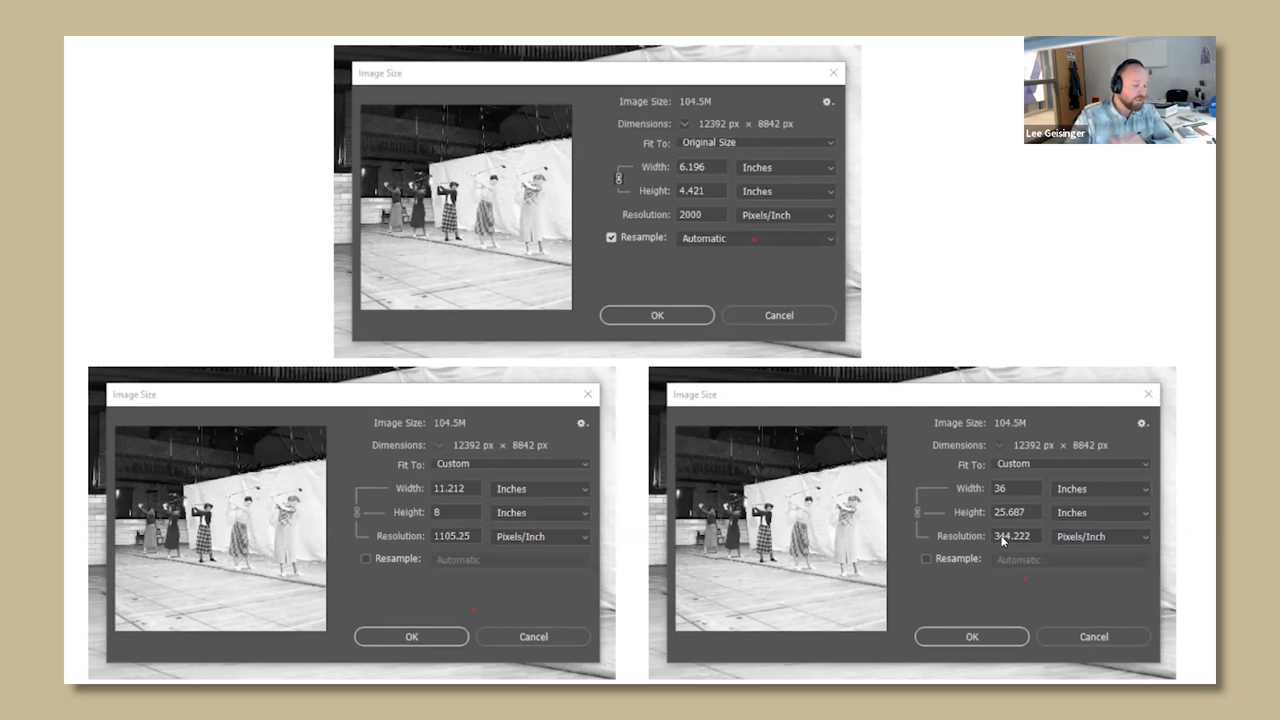 Image Size
Image Size: 104.5M
Dimensions: 12392 px × 8842 px
Fit To: Original Size
Width: 6.196 Inches
Height: 4.421 Inches
Resolution: 2000 Pixels/Inch
Resample: Automatic
OK Cancel
Lee Geisinger
Image Size
Image Size: 104.5M
Dimensions: 12392 px × 8842 px
Fit To: Custom
Width: 11.212 Inches
Height: 8 Inches
Resolution: 1105.25 Pixels/Inch
Resample: Automatic
OK Cancel
Image Size
Image Size: 104.5M
Dimensions: 12392 px × 8842 px
Fit To: Custom
Width: 36 Inches
Height: 25.687 Inches
Resolution: 344.222 Pixels/Inch
Resample: Automatic
OK Cancel